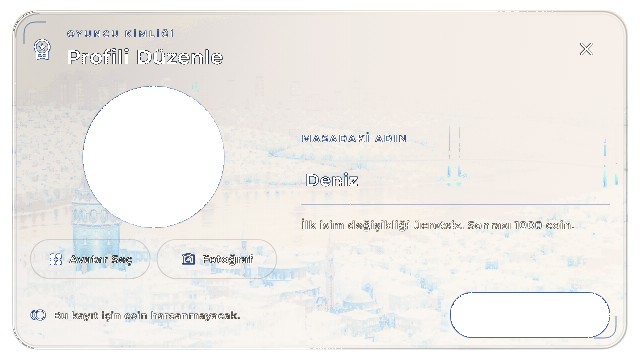 OYUNCU KİMLİĞİ
Profili Düzenle
MASADAKİ ADIN
Deniz
İlk isim değişikliği ücretsiz. Sonrası 1000 coin.
Avatar Seç
Fotoğraf
Bu kayıt için coin harcanmayacak.